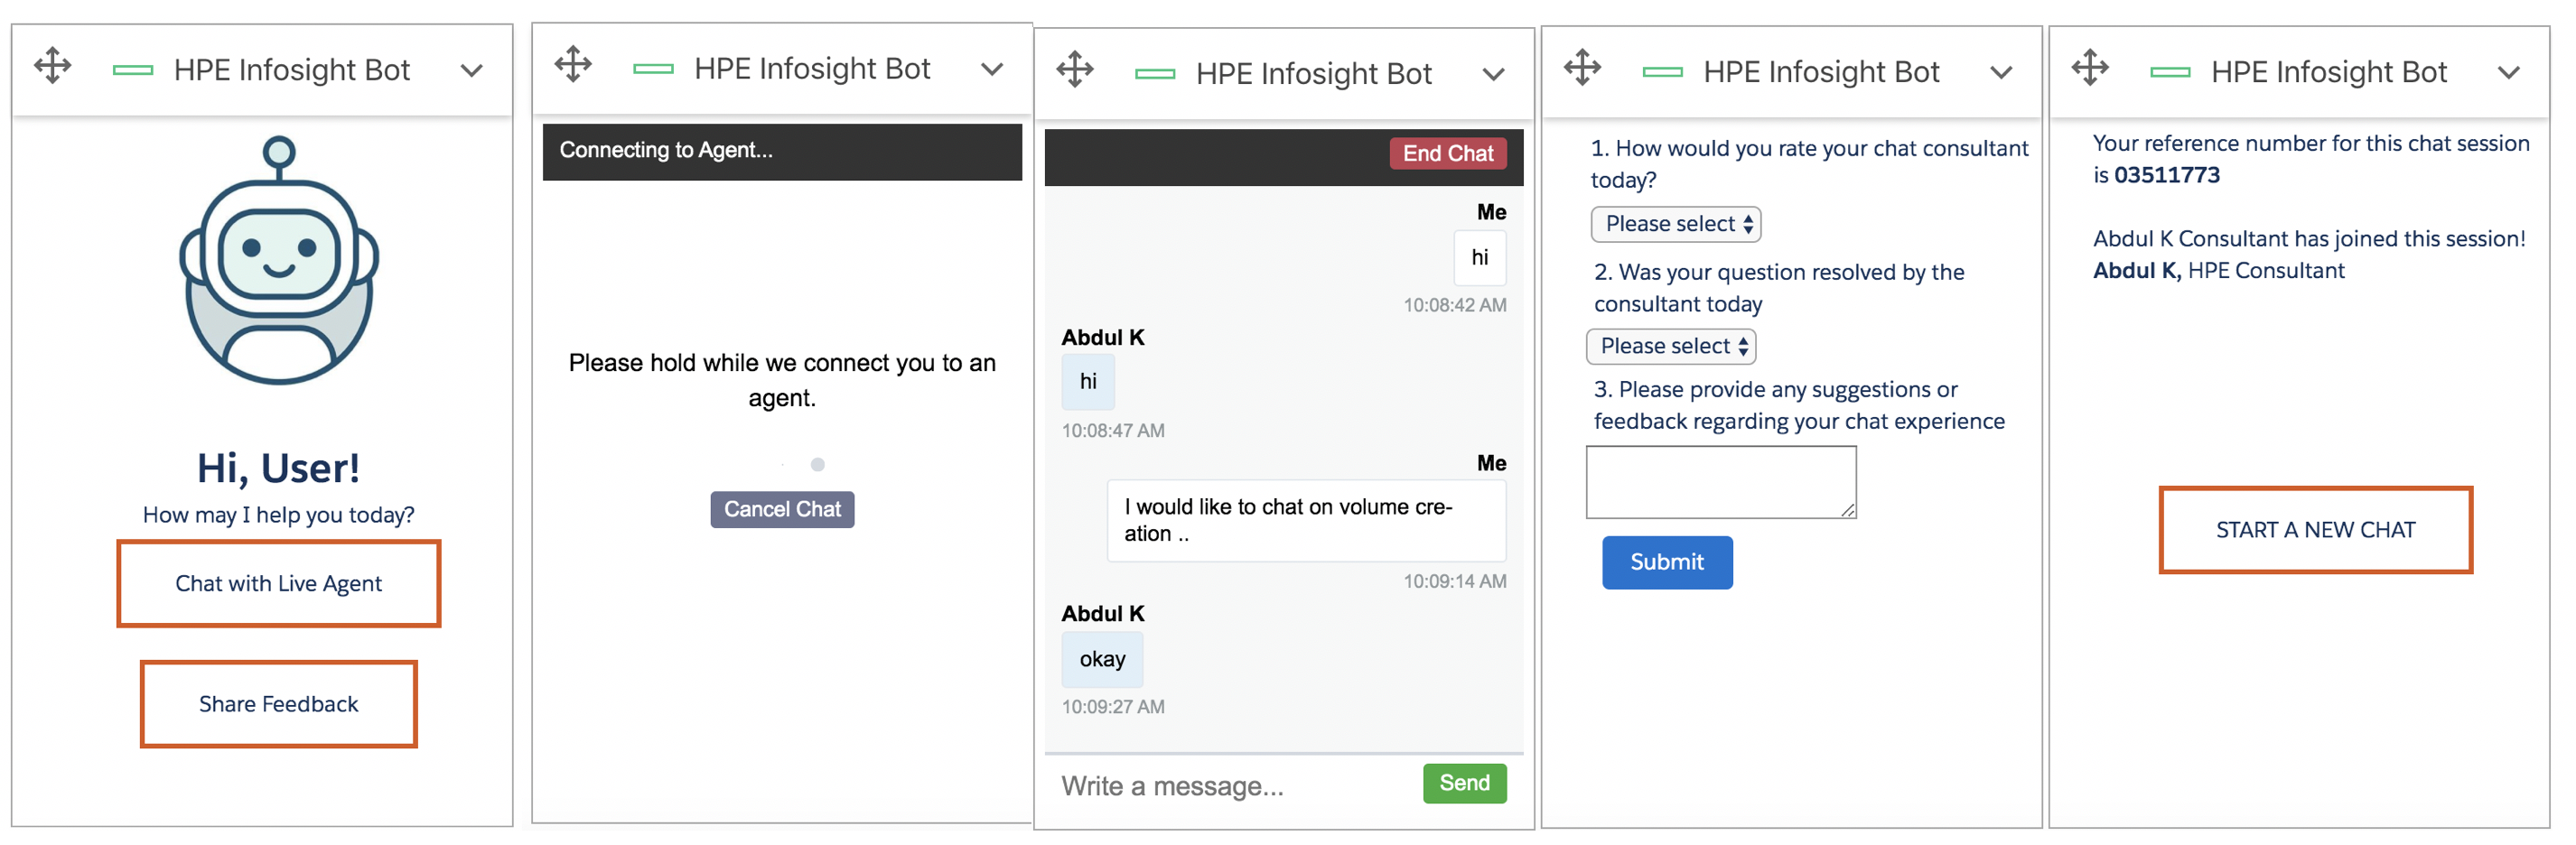 HPE Infosight Bot
Hi, User!
How may I help you today?
Chat with Live Agent
Share Feedback
HPE Infosight Bot
Connecting to Agent...
Please hold while we connect you to an
agent.
Cancel Chat
HPE Infosight Bot
End Chat
Me
hi
10:08:42 AM
Abdul K
hi
10:08:47 AM
Me
I would like to chat on volume cre-
ation ..
10:09:14 AM
Abdul K
okay
10:09:27 AM
Write a message...
Send
HPE Infosight Bot
1. How would you rate your chat consultant
today?
Please select
2. Was your question resolved by the
consultant today
Please select
3. Please provide any suggestions or
feedback regarding your chat experience
Submit
HPE Infosight Bot
Your reference number for this chat session
is 03511773
Abdul K Consultant has joined this session!
Abdul K, HPE Consultant
START A NEW CHAT